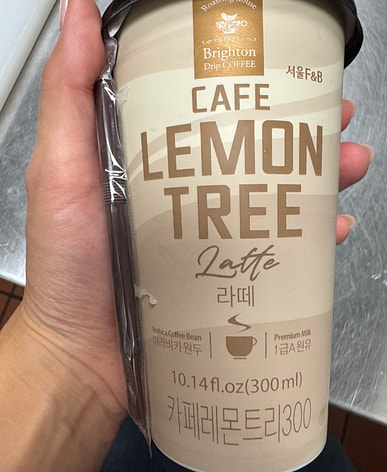 Roasting House
Brighton
Drip COFFEE
서울F&B
CAFE
LEMON
TREE
Latte
라떼
Arabica Coffee Bean
아라비카 원두
Premium Milk
1급A원유
10.14fl.oz(300ml)
카페레몬트리300